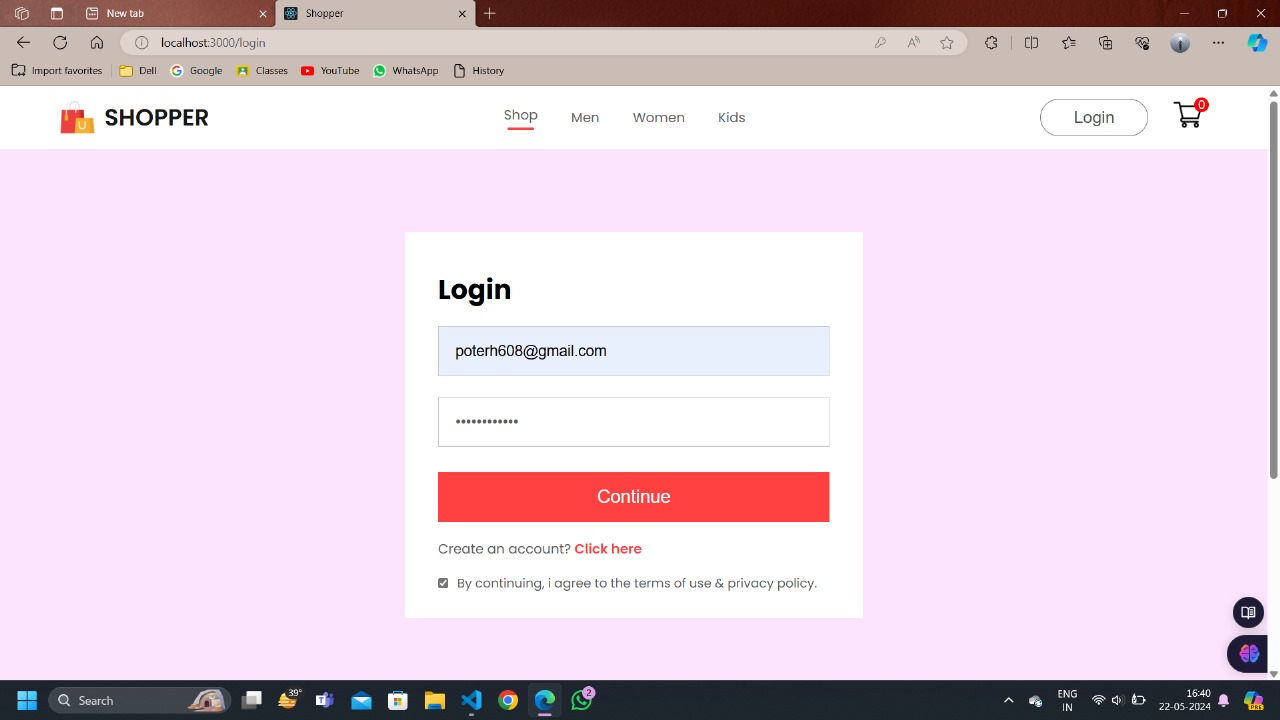 New tab
Shopper
localhost:3000/login
Import favorites
Dell
Google
Classes
YouTube
WhatsApp
History
SHOPPER
Shop
Men
Women
Kids
Login
0
Login
poterh608@gmail.com
••••••••••••
Continue
Create an account? Click here
By continuing, i agree to the terms of use & privacy policy.
Search
39°
2
ENG
IN
16:40
22-05-2024
PRE